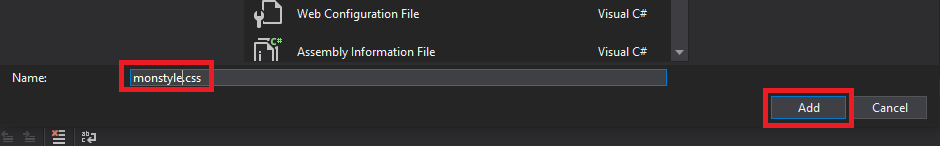 Web Configuration File Visual C#
Assembly Information File Visual C#
Name: monstyle.css
Add Cancel